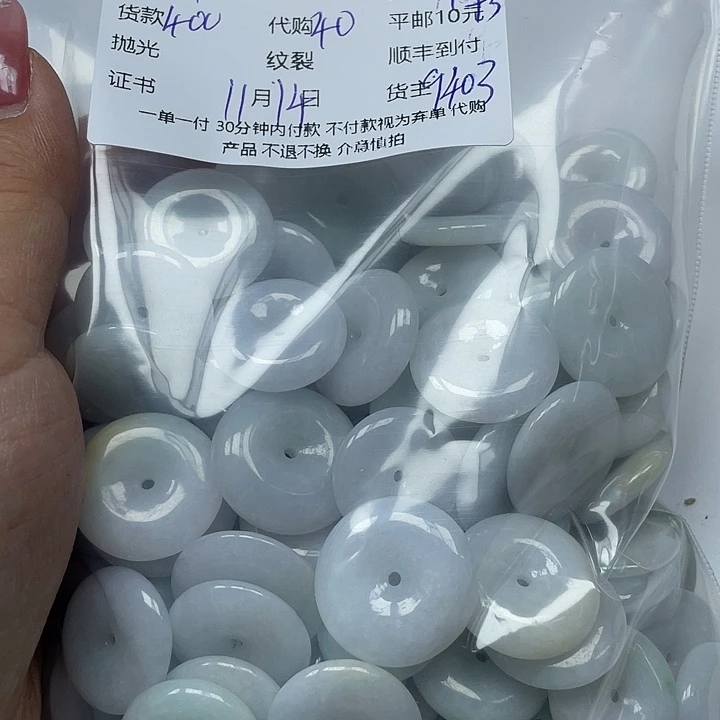 货款400 代购40 平邮10元
抛光 纹裂 顺丰到付
证书 11月14日 货主9403
一单一付 30分钟内付款 不付款视为弃单 代购
产品 不退不换 介意慎拍